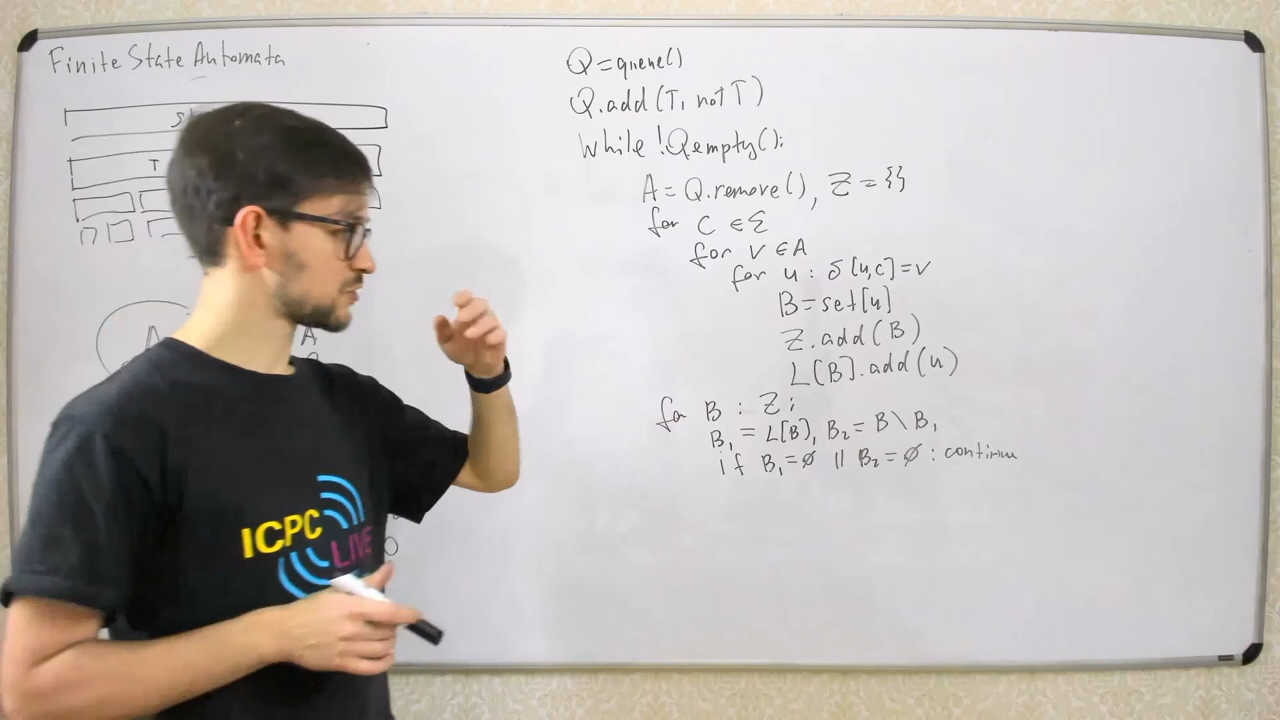 Finite State Automata
S
T
A
A
Q = queue()
Q.add(T, not T)
While !Q.empty():
A = Q.remove(), Z = {}
for C ∈ Σ
for V ∈ A
for u : δ[u,c] = v
B = set[u]
Z.add(B)
L[B].add(u)
for B : Z:
B₁ = L[B], B₂ = B \ B₁
if B₁ = ∅ || B₂ = ∅ : continue
ICPC
LIVE